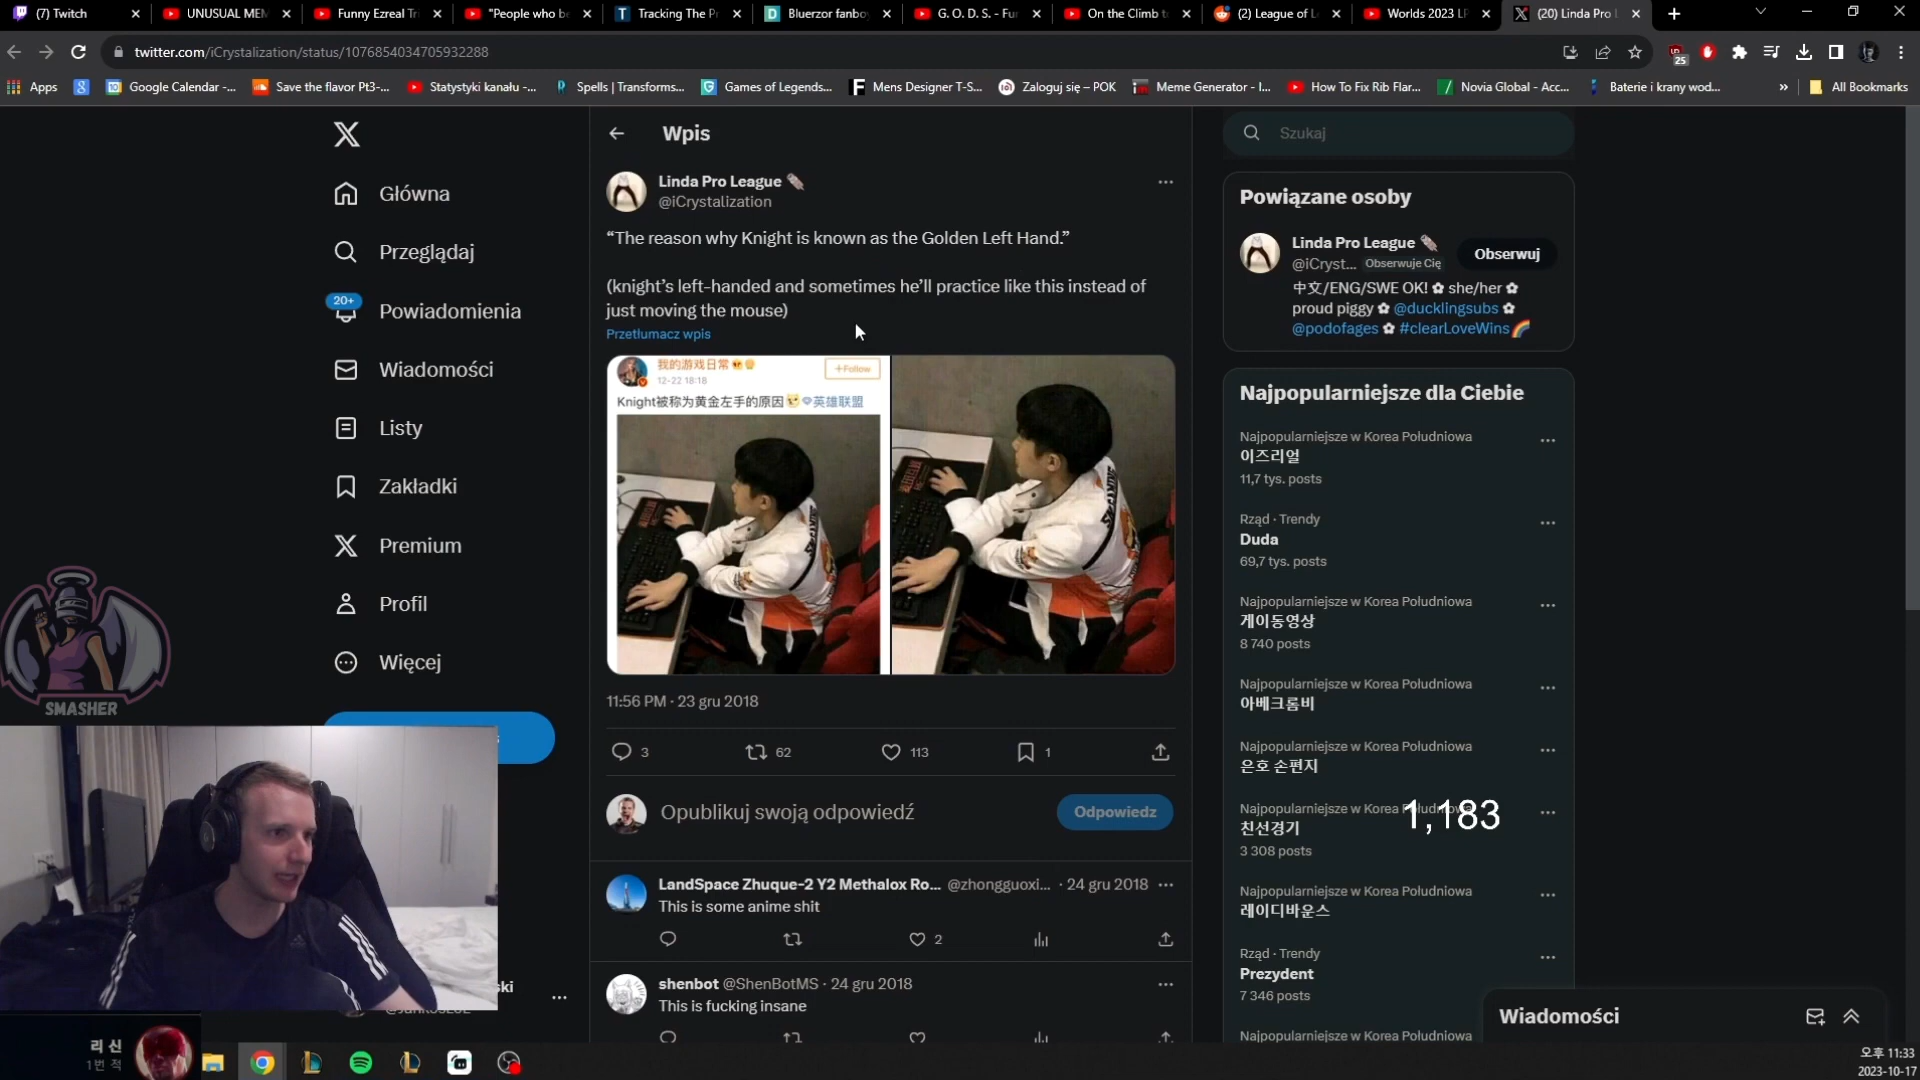 (7) Twitch
UNUSUAL MEM
Funny Ezreal Tr
"People who be
Tracking The P
Bluerzor fanbo
G. O. D. S. - Fu
On the Climb t
(2) League of L
Worlds 2023 LP
(20) Linda Pro L
twitter.com/iCrystalization/status/1076854034705932288
25
Apps
Google Calendar -...
Save the flavor Pt3-...
Statystyki kanału -...
Spells | Transforms...
Games of Legends...
Mens Designer T-S...
Zaloguj się – POK
Meme Generator - I...
How To Fix Rib Flar...
Novia Global - Acc...
Baterie i krany wod...
All Bookmarks
Główna
Przeglądaj
20+
Powiadomienia
Wiadomości
Listy
Zakładki
Premium
Profil
Więcej
SMASHER
Wpis
Linda Pro League
@iCrystalization
“The reason why Knight is known as the Golden Left Hand.”
(knight’s left-handed and sometimes he’ll practice like this instead of
just moving the mouse)
Przetłumacz wpis
我的游戏日常
12-22 18:18
+Follow
Knight被称为黄金左手的原因 英雄联盟
11:56 PM · 23 gru 2018
3
62
113
1
Opublikuj swoją odpowiedź
Odpowiedz
LandSpace Zhuque-2 Y2 Methalox Ro... @zhongguoxi... · 24 gru 2018
This is some anime shit
2
shenbot @ShenBotMS · 24 gru 2018
This is fucking insane
Szukaj
Powiązane osoby
Linda Pro League
@iCryst... Obserwuje Cię
Obserwuj
中文/ENG/SWE OK! ✿ she/her ✿
proud piggy ✿ @ducklingsubs ✿
@podofages ✿ #clearLoveWins
Najpopularniejsze dla Ciebie
Najpopularniejsze w Korea Południowa
이즈리얼
11,7 tys. posts
Rząd · Trendy
Duda
69,7 tys. posts
Najpopularniejsze w Korea Południowa
게이동영상
8 740 posts
Najpopularniejsze w Korea Południowa
아베크롬비
Najpopularniejsze w Korea Południowa
은호 손편지
Najpopularniejsze w Korea Południowa
1,183
친선경기
3 308 posts
Najpopularniejsze w Korea Południowa
레이디바운스
Rząd · Trendy
Prezydent
7 346 posts
Najpopularniejsze w Korea Południowa
Wiadomości
ski
리 신
1번 적
오후 11:33
2023-10-17